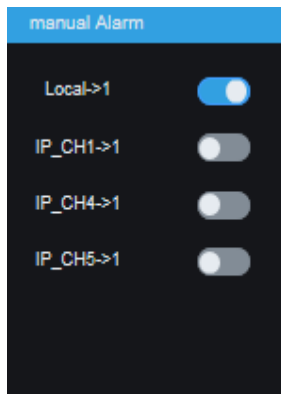 manual Alarm
Local->1
IP_CH1->1
IP_CH4->1
IP_CH5->1